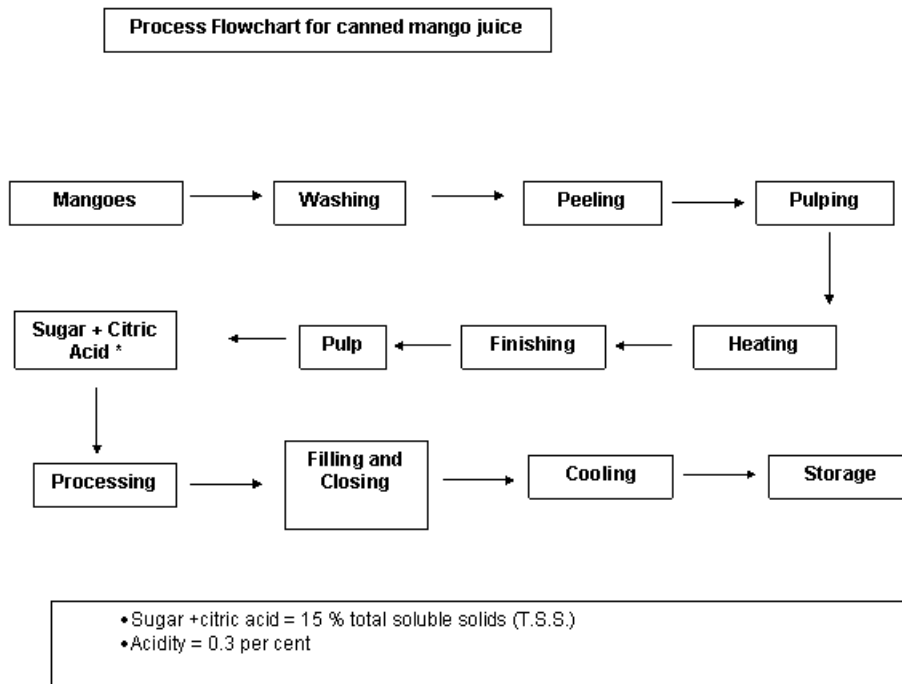 Process Flowchart for canned mango juice
Mangoes
Washing
Peeling
Pulping
Heating
Finishing
Pulp
Sugar + Citric
Acid *
Processing
Filling and
Closing
Cooling
Storage
•Sugar +citric acid = 15 % total soluble solids (T.S.S.)
•Acidity = 0.3 per cent